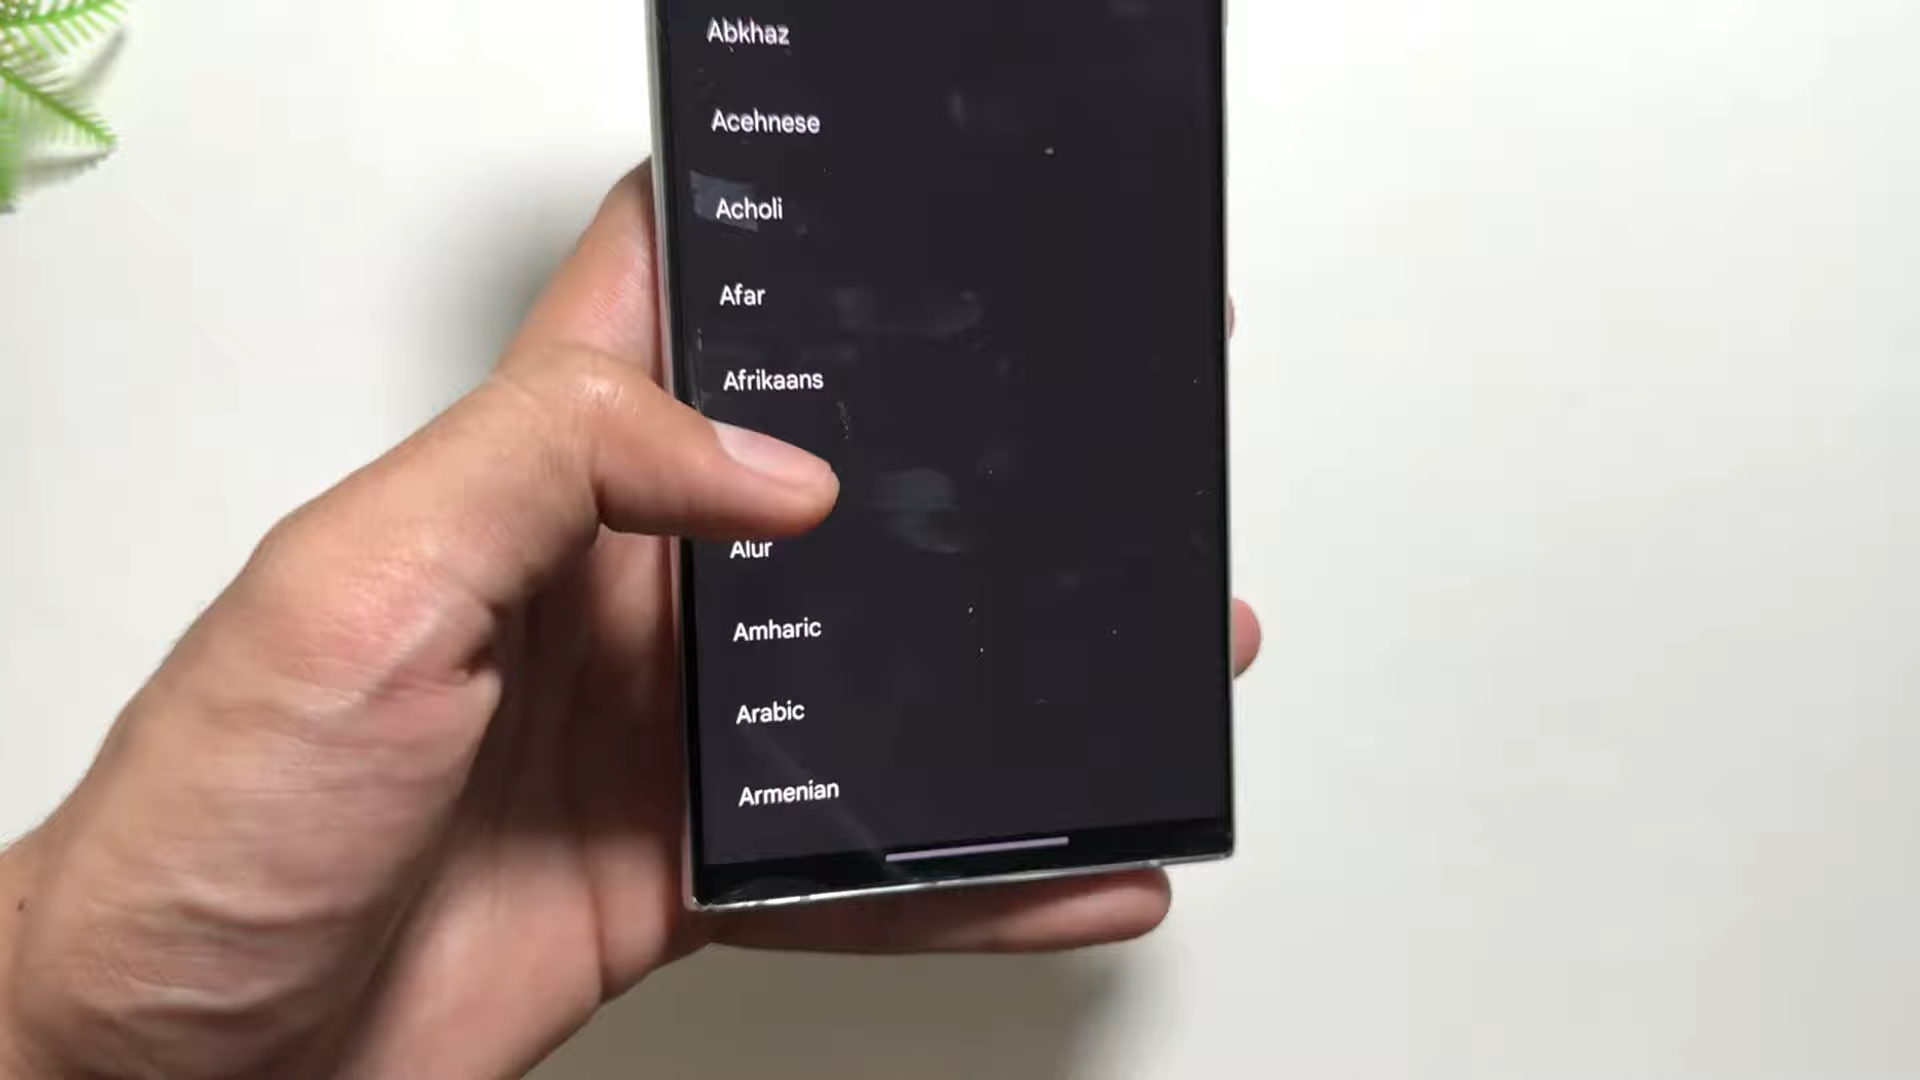 Abkhaz
Acehnese
Acholi
Afar
Afrikaans
Alur
Amharic
Arabic
Armenian